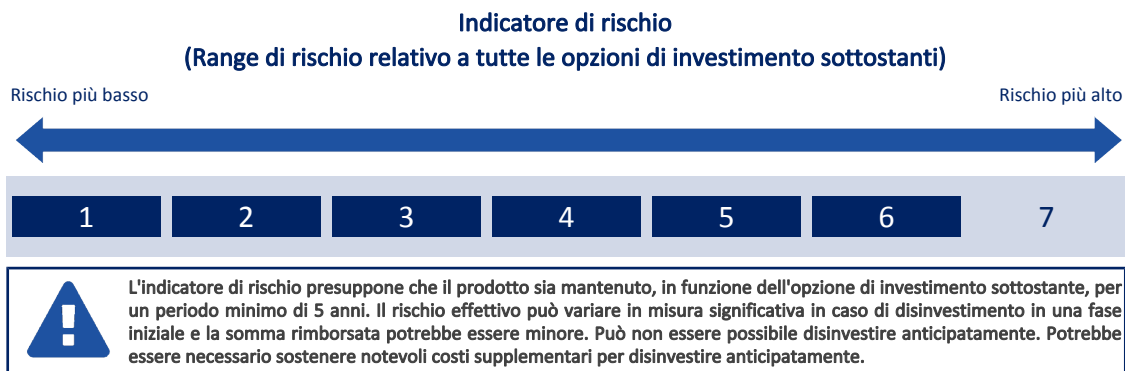 Indicatore di rischio
(Range di rischio relativo a tutte le opzioni di investimento sottostanti)
Rischio più basso
Rischio più alto
1 2 3 4 5 6 7
L'indicatore di rischio presuppone che il prodotto sia mantenuto, in funzione dell'opzione di investimento sottostante, per
un periodo minimo di 5 anni. Il rischio effettivo può variare in misura significativa in caso di disinvestimento in una fase
iniziale e la somma rimborsata potrebbe essere minore. Può non essere possibile disinvestire anticipatamente. Potrebbe
essere necessario sostenere notevoli costi supplementari per disinvestire anticipatamente.